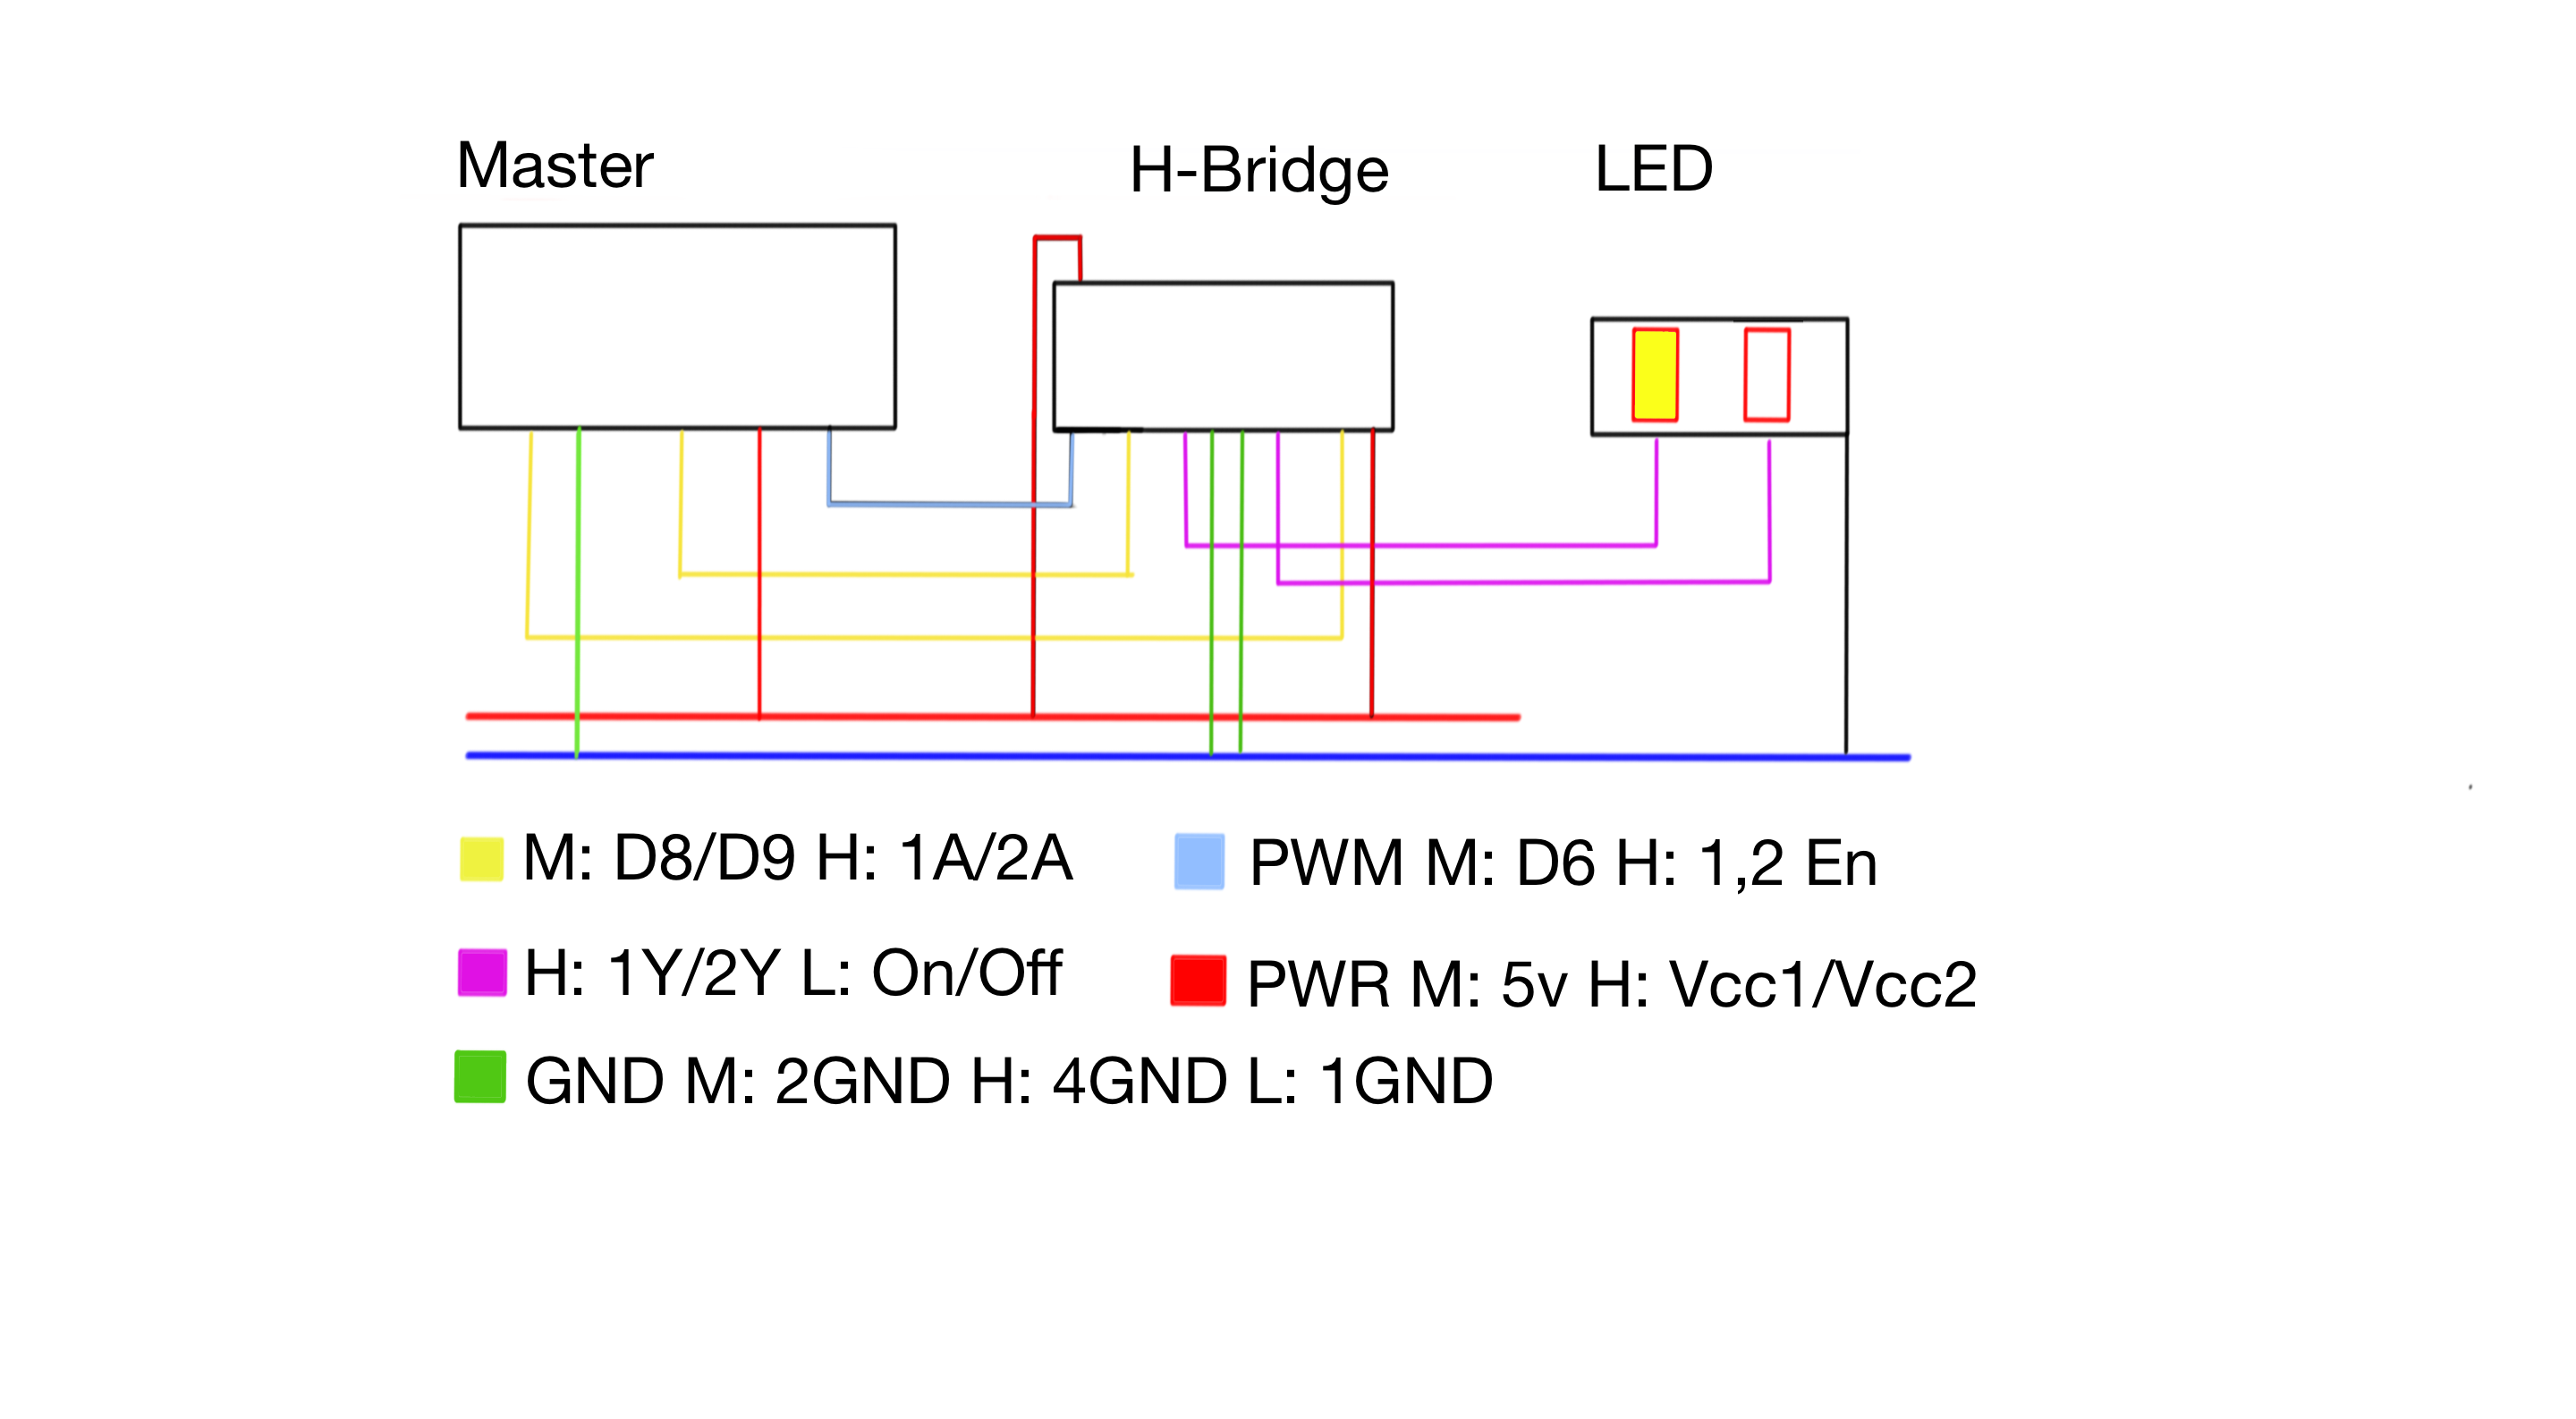 Master
H-Bridge
LED
M: D8/D9 H: 1A/2A
PWM M: D6 H: 1,2 En
H: 1Y/2Y L: On/Off
PWR M: 5v H: Vcc1/Vcc2
GND M: 2GND H: 4GND L: 1GND